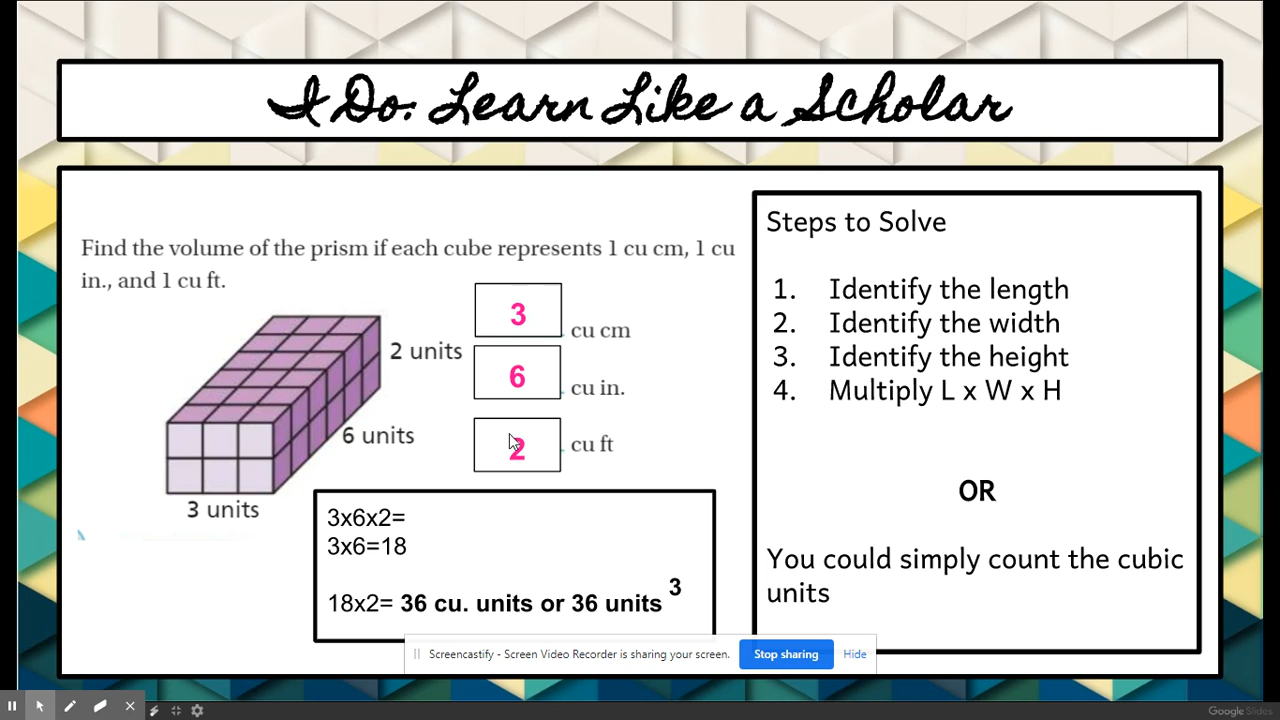 I Do: Learn Like a Scholar
Find the volume of the prism if each cube represents 1 cu cm, 1 cu
in., and 1 cu ft.
3 cu cm
2 units
6 cu in.
6 units
2 cu ft
3 units
3x6x2=
3x6=18
18x2= 36 cu. units or 36 units 3
Steps to Solve
1. Identify the length
2. Identify the width
3. Identify the height
4. Multiply L x W x H
OR
You could simply count the cubic
units
Screencastify - Screen Video Recorder is sharing your screen.
Stop sharing
Hide
Google Slides